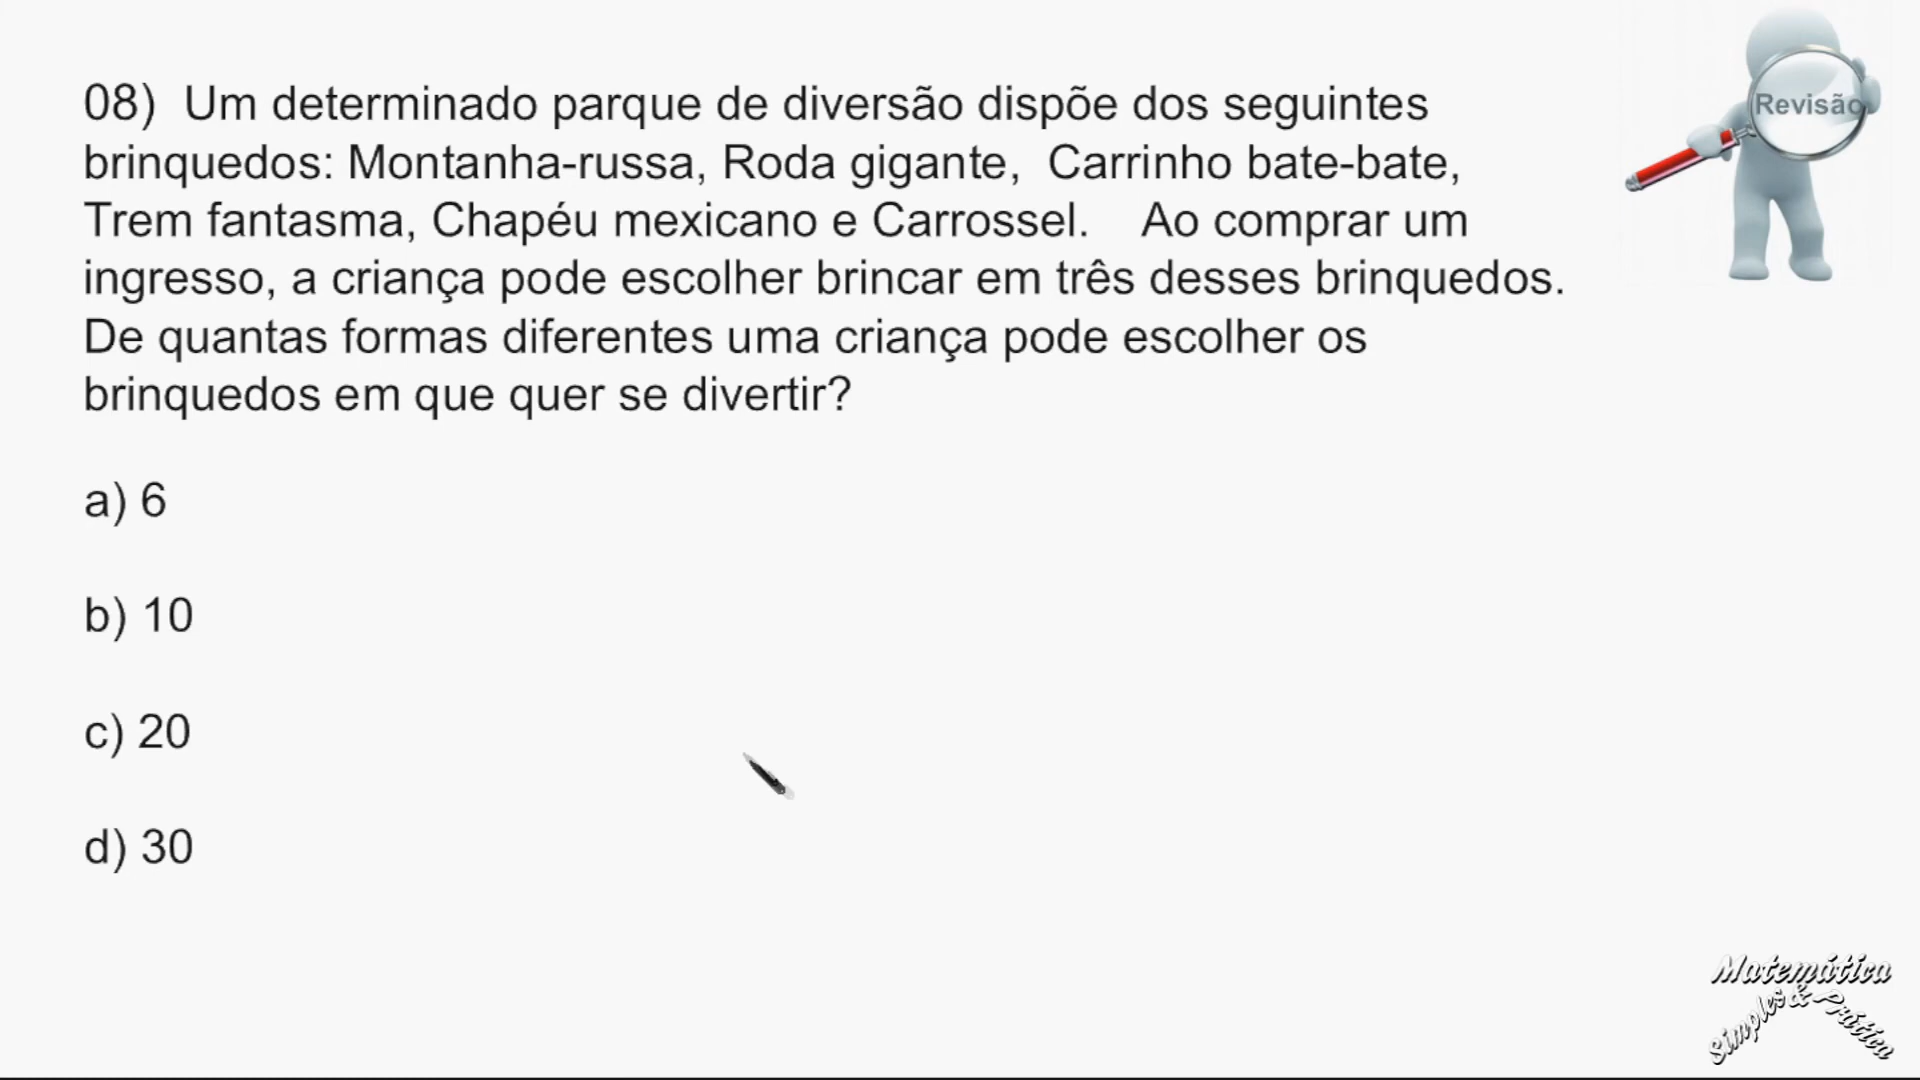 Revisão
08) Um determinado parque de diversão dispõe dos seguintes
brinquedos: Montanha-russa, Roda gigante, Carrinho bate-bate,
Trem fantasma, Chapéu mexicano e Carrossel. Ao comprar um
ingresso, a criança pode escolher brincar em três desses brinquedos.
De quantas formas diferentes uma criança pode escolher os
brinquedos em que quer se divertir?
a) 6
b) 10
c) 20
d) 30
Matemática
Simples & Prática